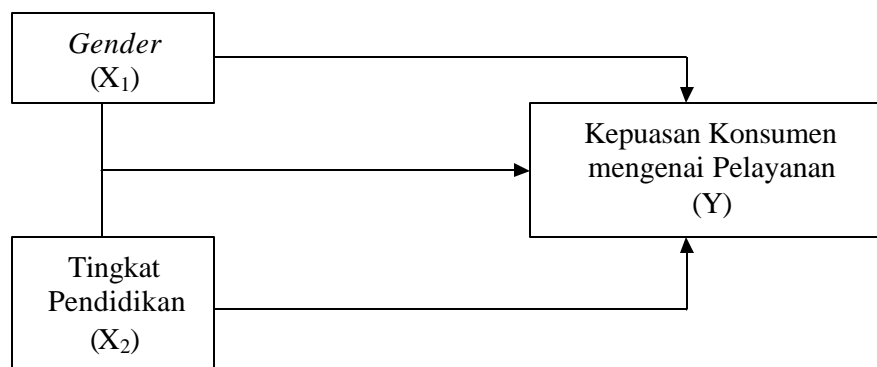 Gender
(X₁)
Kepuasan Konsumen
mengenai Pelayanan
(Y)
Tingkat
Pendidikan
(X₂)